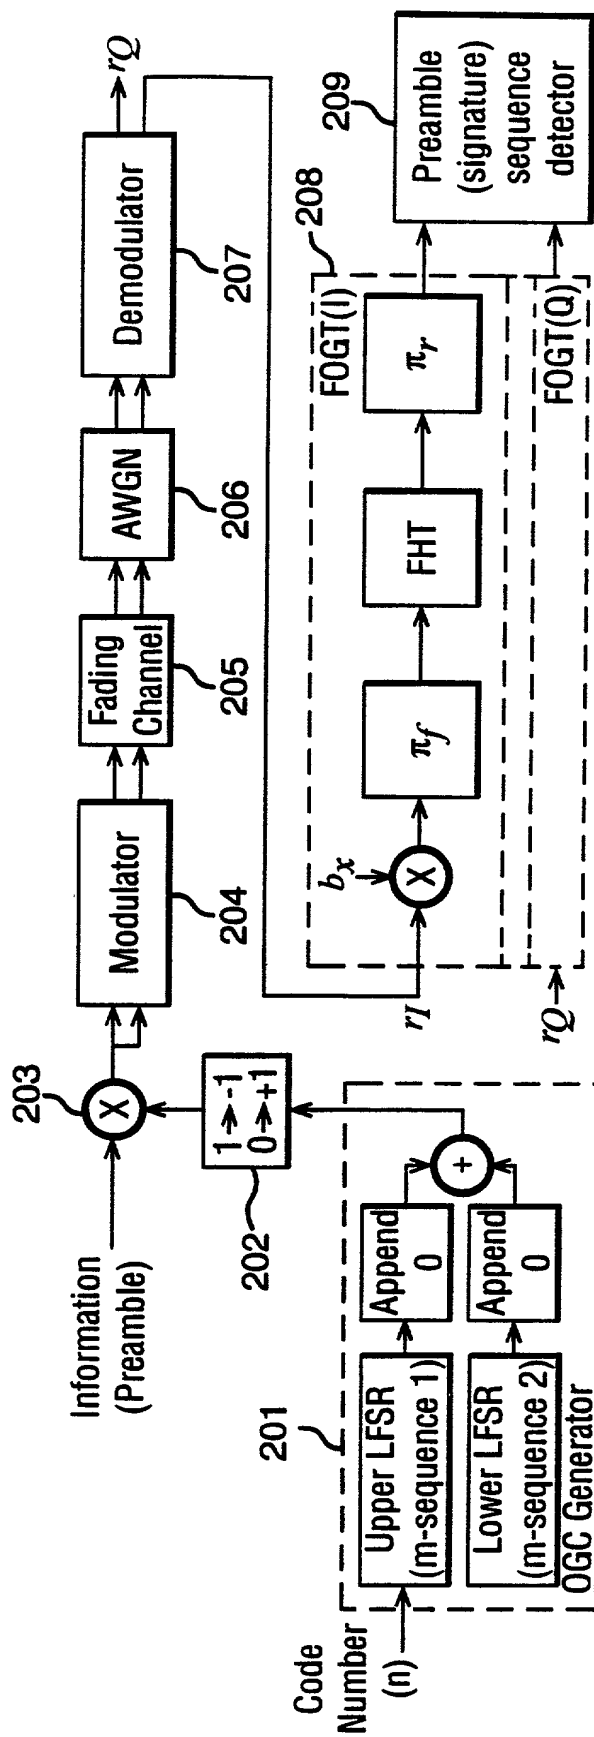 Information
(Preamble)
203
X
Modulator
204
Fading
Channel
205
AWGN
206
Demodulator
207
rQ
202
1→-1
0→+1
Code
Number
(n)
201
Upper LFSR
(m-sequence 1)
Append
0
Lower LFSR
(m-sequence 2)
Append
0
+
OGC Generator
rI
bx
X
πf
FHT
πr
FOGT(I)
208
rQ
FOGT(Q)
209
Preamble
(signature)
sequence
detector